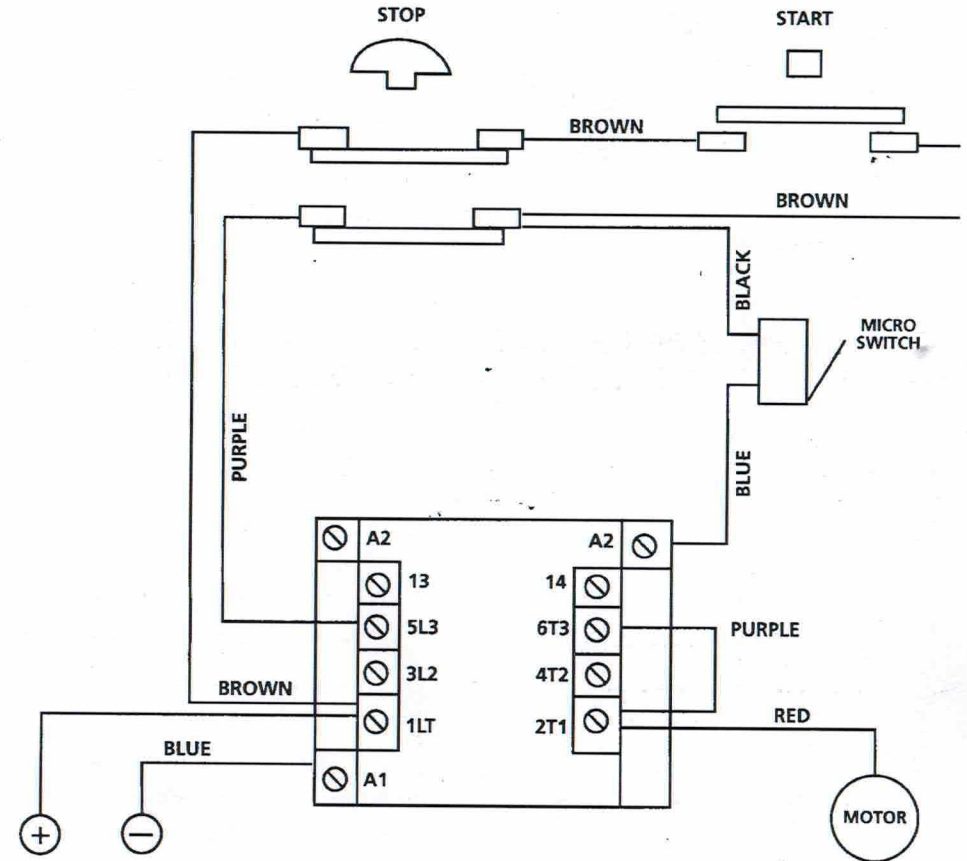 STOP
START
BROWN
BROWN
BLACK
MICRO
SWITCH
PURPLE
BLUE
A2
A2
13
14
5L3
6T3
PURPLE
3L2
4T2
BROWN
1LT
2T1
RED
BLUE
A1
+
−
MOTOR